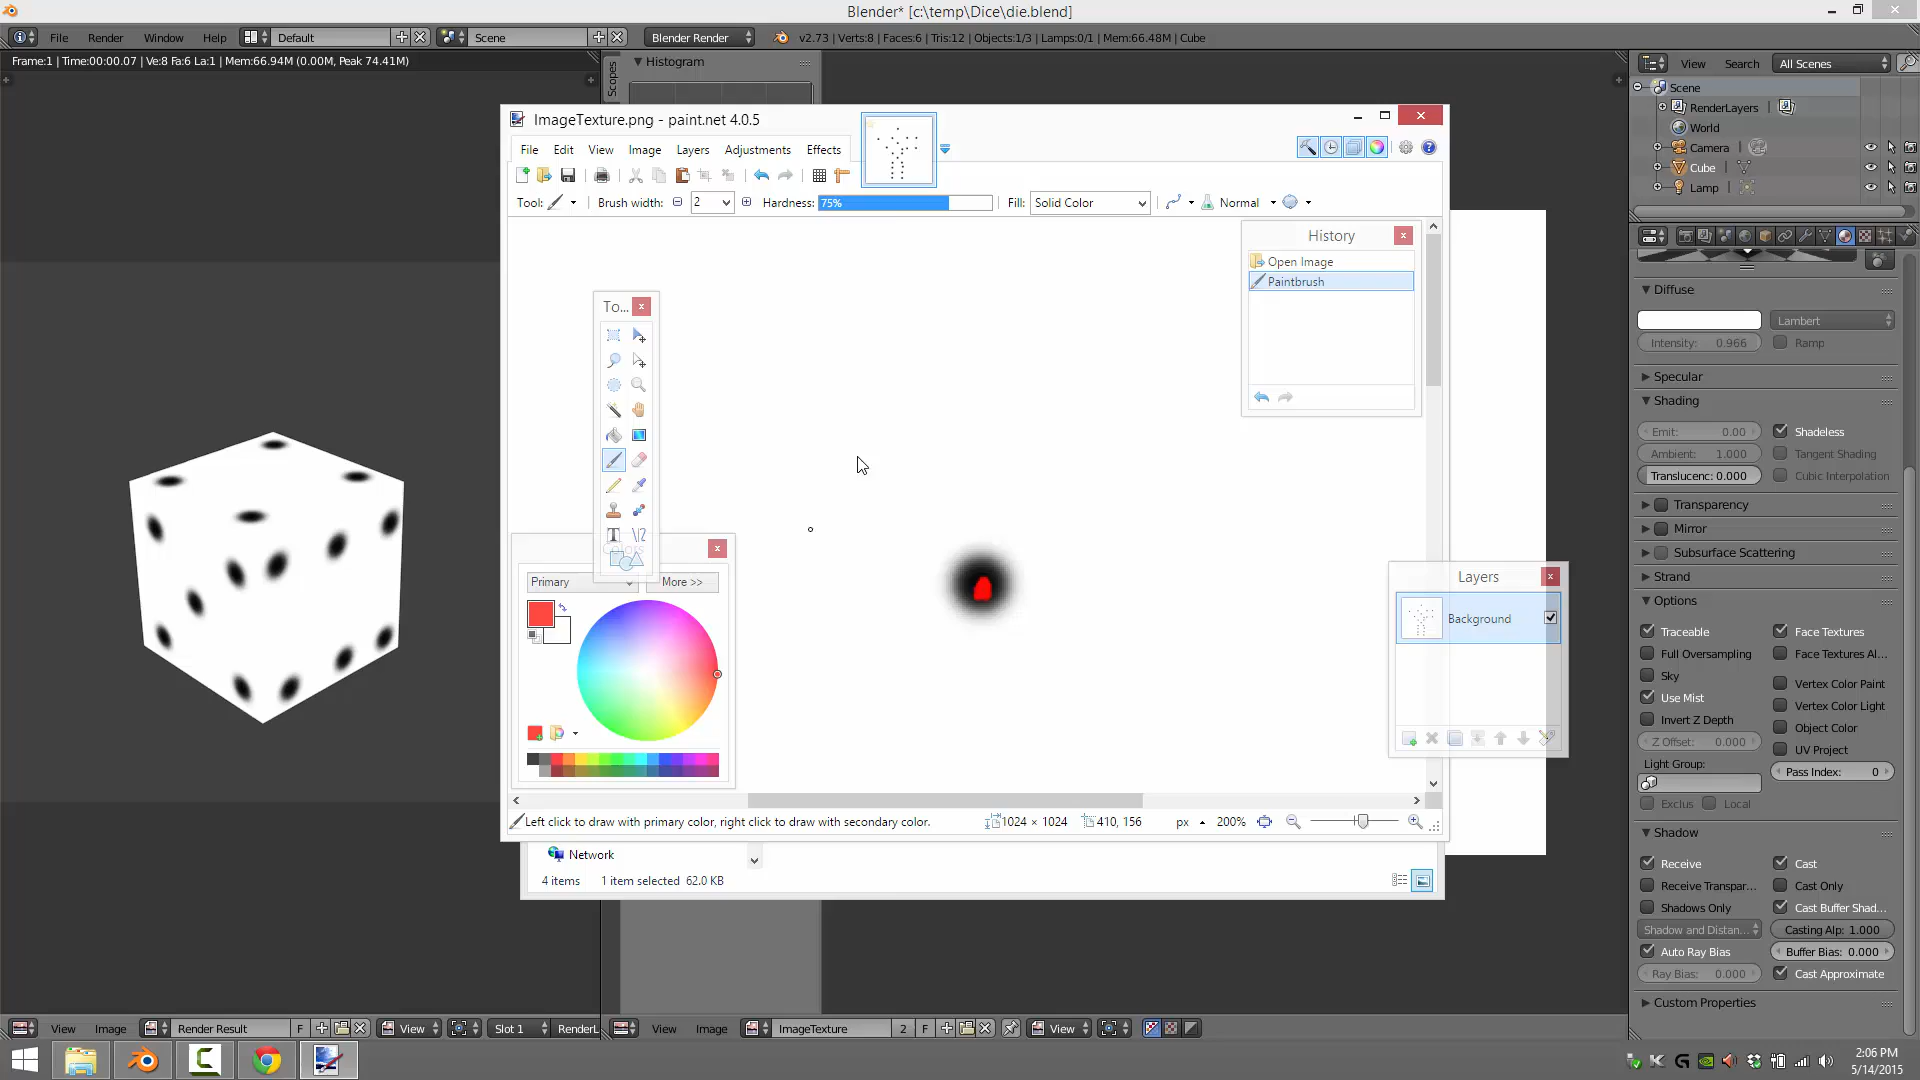 Blender* [c:\temp\Dice\die.blend]
File Render Window Help Default Scene Blender Render v2.73 | Verts:8 | Faces:6 | Tris:12 | Objects:1/3 | Lamps:0/1 | Mem:66.48M | Cube
Frame:1 | Time:00:00.07 | Ve:8 Fa:6 La:1 | Mem:66.94M (0.00M, Peak 74.41M)
Scopes
Histogram
View Search All Scenes
Scene
RenderLayers
World
Camera
Cube
Lamp
ImageTexture.png - paint.net 4.0.5
File Edit View Image Layers Adjustments Effects
Tool: Brush width: 2 Hardness: 75% Fill: Solid Color Normal
History
Open Image
Paintbrush
To...
Colors
Primary More >>
Layers
Background
Left click to draw with primary color, right click to draw with secondary color. 1024 × 1024 410, 156 px 200%
Network
4 items 1 item selected 62.0 KB
Diffuse
Lambert
Intensity: 0.966 Ramp
Specular
Shading
Emit: 0.00 Shadeless
Ambient: 1.000 Tangent Shading
Translucenc: 0.000 Cubic Interpolation
Transparency
Mirror
Subsurface Scattering
Strand
Options
Traceable Face Textures
Full Oversampling Face Textures Al...
Sky
Use Mist Vertex Color Paint
Invert Z Depth Vertex Color Light
Z Offset: 0.000 Object Color
UV Project
Light Group:
Pass Index: 0
Exclus Local
Shadow
Receive Cast
Receive Transpar... Cast Only
Shadows Only Cast Buffer Shad...
Shadow and Distan... Casting Alp: 1.000
Auto Ray Bias Buffer Bias: 0.000
Ray Bias: 0.000 Cast Approximate
Custom Properties
View Image Render Result F View Slot 1 RenderL
View Image ImageTexture 2 F View
2:06 PM
5/14/2015